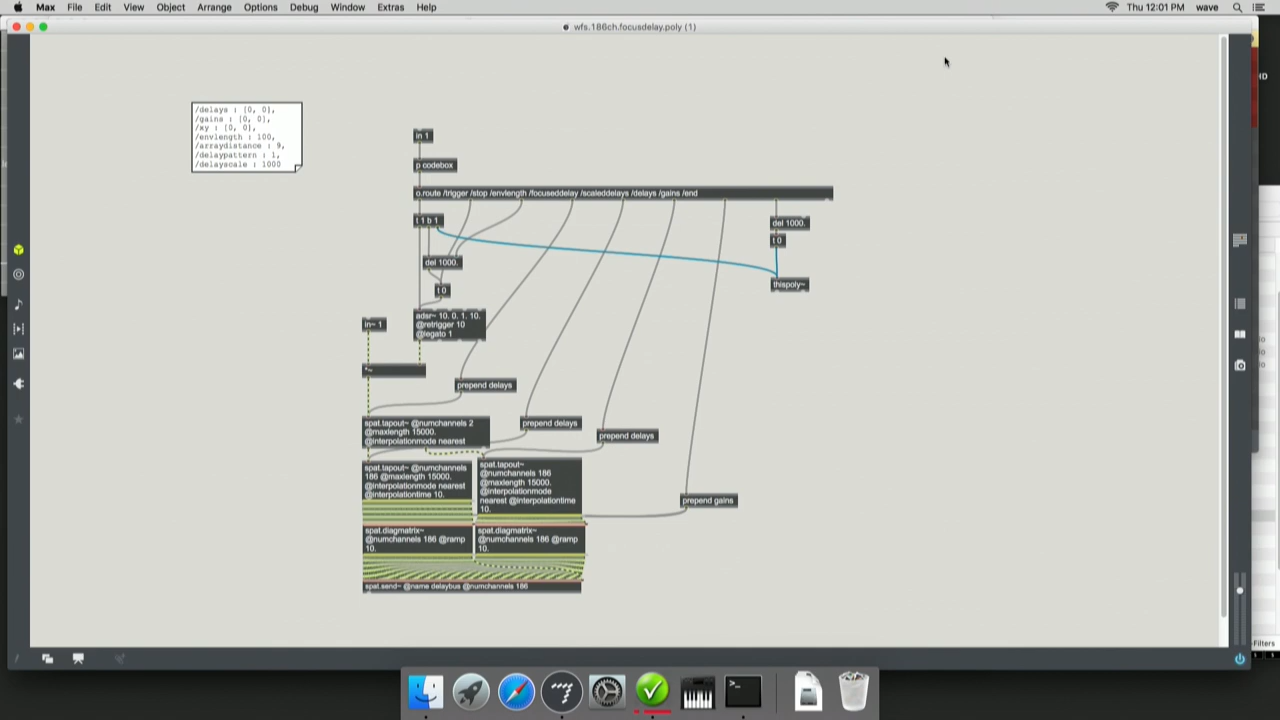 Max File Edit View Object Arrange Options Debug Window Extras Help
Thu 12:01 PM wave
wfs.186ch.focusdelay.poly (1)
/delays : [0, 0],
/gains : [0, 0],
/xy : [0, 0],
/envlength : 100,
/arraydistance : 9,
/delaypattern : 1,
/delayscale : 1000
in 1
p codebox
o.route /trigger /stop /envlength /focuseddelay /scaleddelays /delays /gains /end
t 1 b 1
del 1000.
t 0
del 1000.
t 0
thispoly~
in~ 1
adsr~ 10. 0. 1. 10.
@retrigger 10
@legato 1
*~
prepend delays
prepend delays
prepend delays
spat.tapout~ @numchannels 2
@maxlength 15000.
@interpolationmode nearest
spat.tapout~ @numchannels
186 @maxlength 15000.
@interpolationmode nearest
@interpolationtime 10.
spat.tapout~
@numchannels 186
@maxlength 15000.
@interpolationmode
nearest @interpolationtime
10.
prepend gains
spat.diagmatrix~
@numchannels 186 @ramp
10.
spat.diagmatrix~
@numchannels 186 @ramp
10.
spat.send~ @name delaybus @numchannels 186
Filters